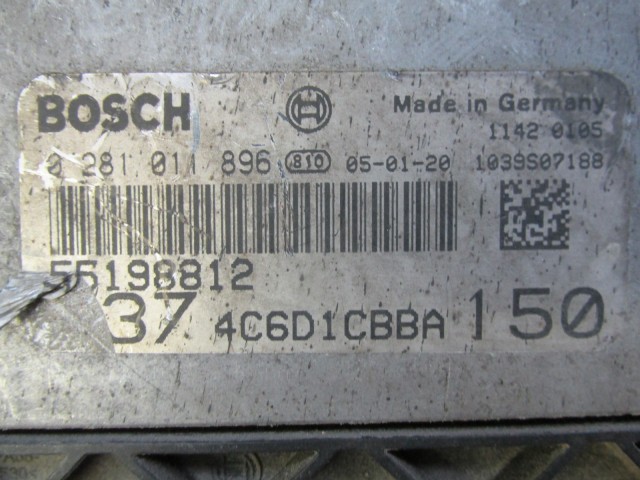 BOSCH Made in Germany
1142 0105
0 281 011 896 810 05-01-20 1039S07188
55198812
37 4C6D1CBBA 150